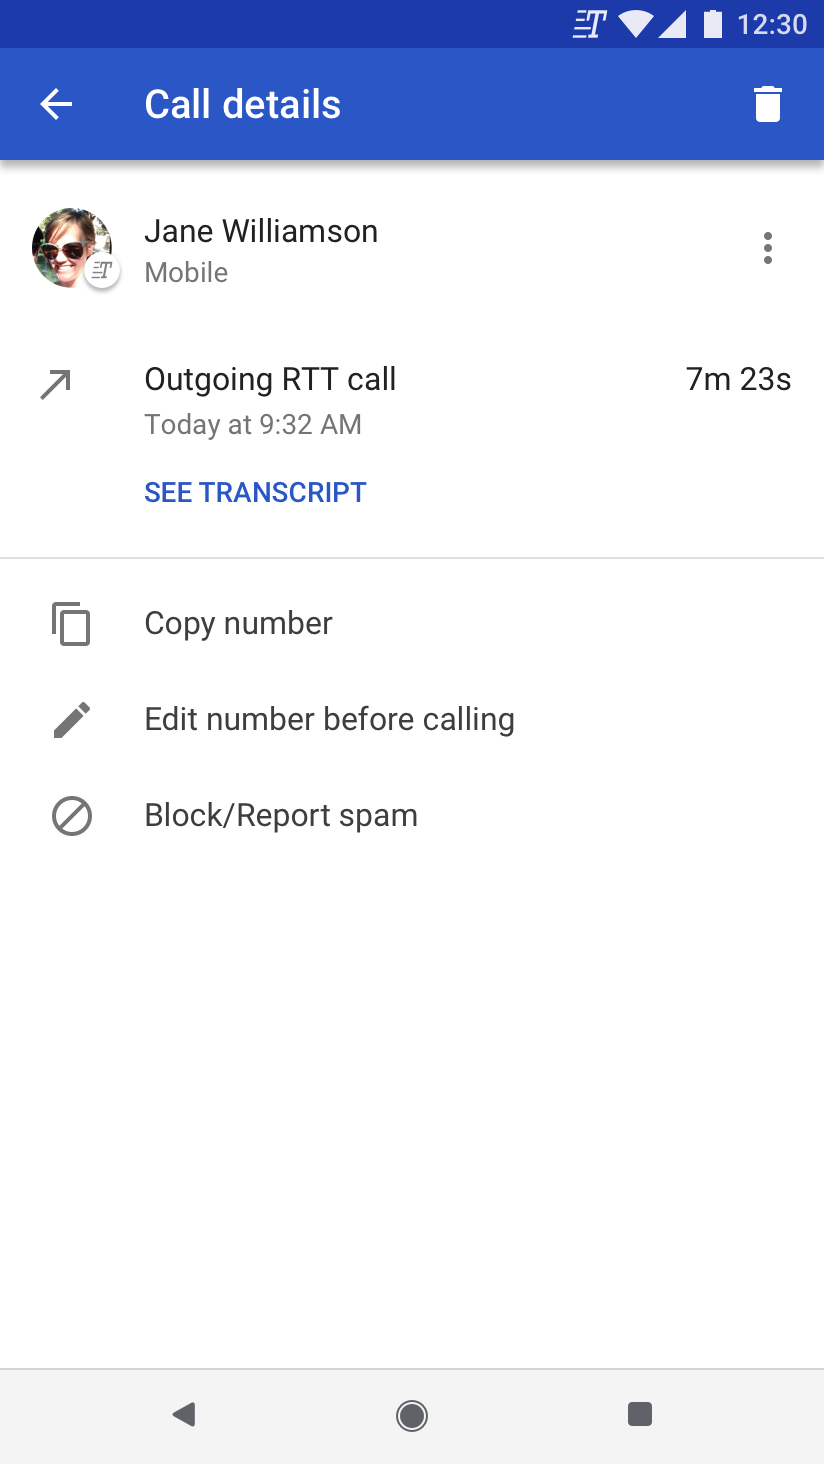 12:30
Call details
Jane Williamson
Mobile
Outgoing RTT call 7m 23s
Today at 9:32 AM
SEE TRANSCRIPT
Copy number
Edit number before calling
Block/Report spam